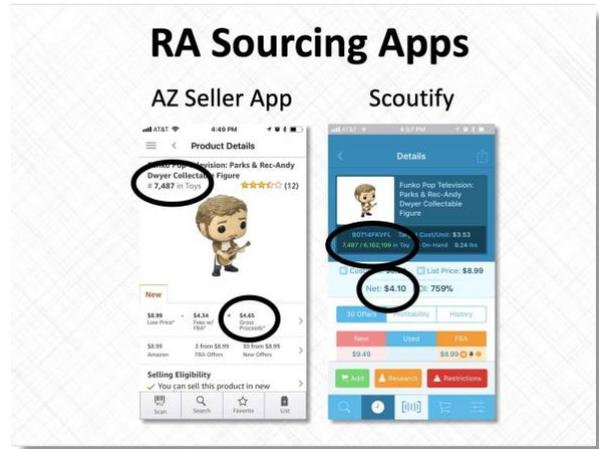 RA Sourcing Apps
AZ Seller App
Scoutify
AT&T 4:49 PM
Product Details
Funko Pop Television: Parks & Rec-Andy
Dwyer Collectable Figure
# 7,487 in Toys
(12)
New
$8.99 - $4.34 = $4.65
Low Price* Fees w/ FBA* Gross Proceeds*
$8.99 3 from $8.99 30 from $8.99
Amazon FBA Offers New Offers
Selling Eligibility
You can sell this product in new
Scan Search Favorite List
AT&T 4:57 PM
Details
Funko Pop Television:
Parks & Rec-Andy
Dwyer Collectable
Figure
Cost/Unit: $3.53
7,487 / 6,162,109 in Toy On-Hand 0.24 lbs
List Price: $8.99
Net: $4.10 759%
30 Offers Profitability History
New Used FBA
$9.49 $8.99
Add Research Restrictions